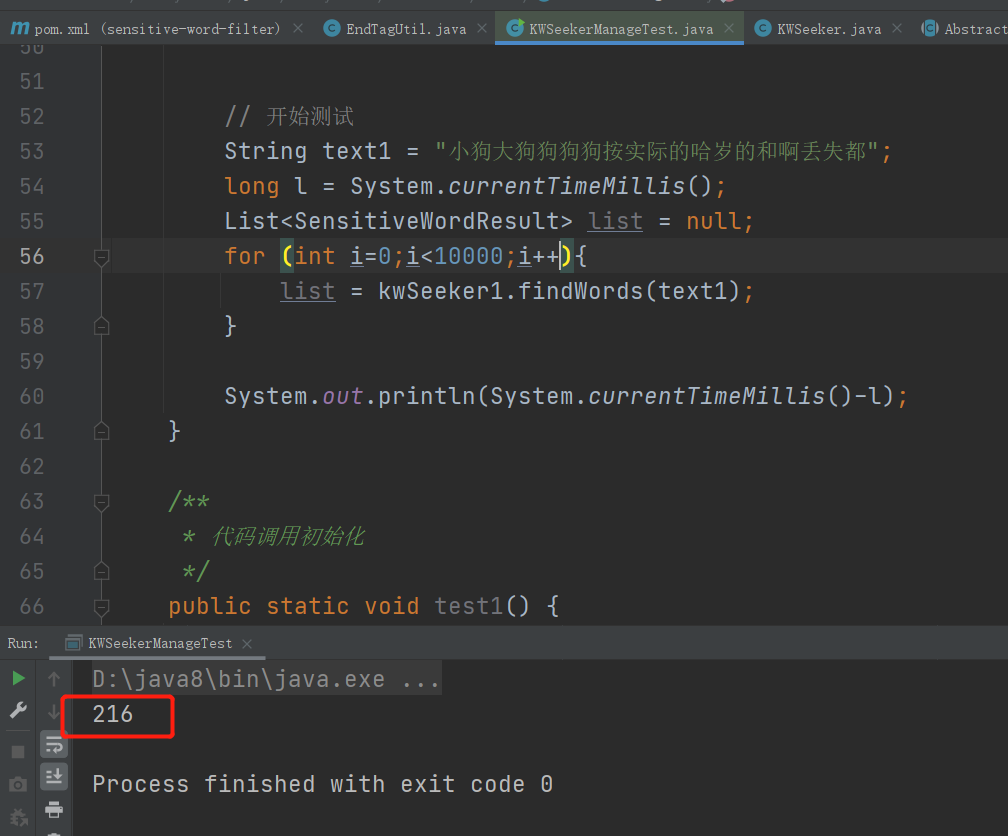 pom.xml (sensitive-word-filter) EndTagUtil.java KWSeekerManageTest.java KWSeeker.java Abstract
50
51
52 // 开始测试
53 String text1 = "小狗大狗狗狗狗按实际的哈岁的和啊丢失都";
54 long l = System.currentTimeMillis();
55 List<SensitiveWordResult> list = null;
56 for (int i=0;i<10000;i++){
57 list = kwSeeker1.findWords(text1);
58 }
59
60 System.out.println(System.currentTimeMillis()-l);
61 }
62
63 /**
64 * 代码调用初始化
65 */
66 public static void test1() {
Run: KWSeekerManageTest
D:\java8\bin\java.exe ...
216
Process finished with exit code 0